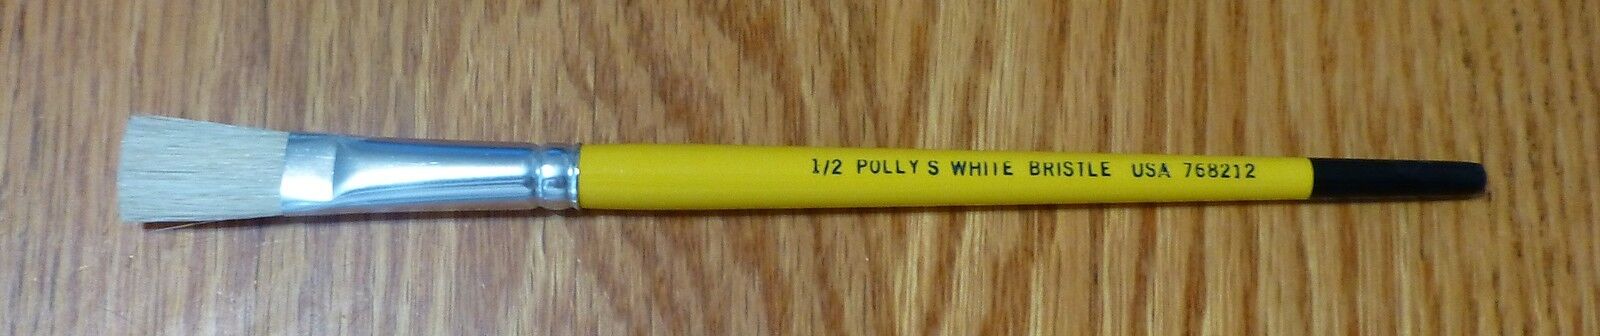 1/2 POLLY S WHITE BRISTLE USA 768212